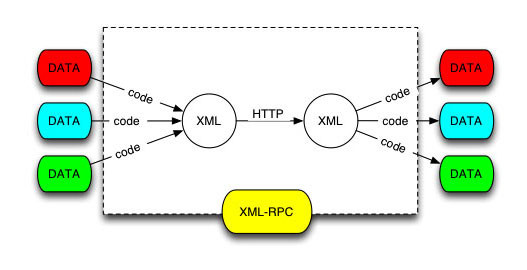 DATA
code
DATA
code
DATA
code
XML
HTTP
XML
code
DATA
code
DATA
code
DATA
XML-RPC